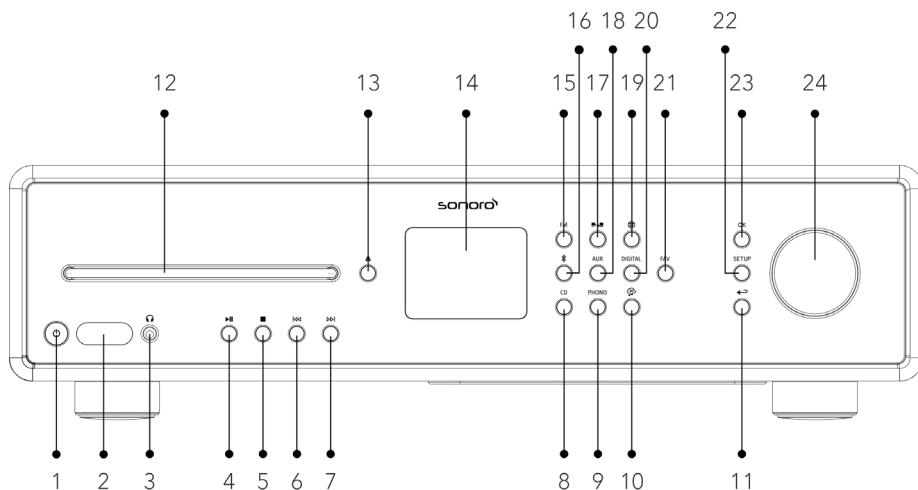 16 18 20 22
12 13 14 15 17 19 21 23 24
sonoro
FM OK
AUX DIGITAL FAV SETUP
CD PHONO
1 2 3 4 5 6 7 8 9 10 11